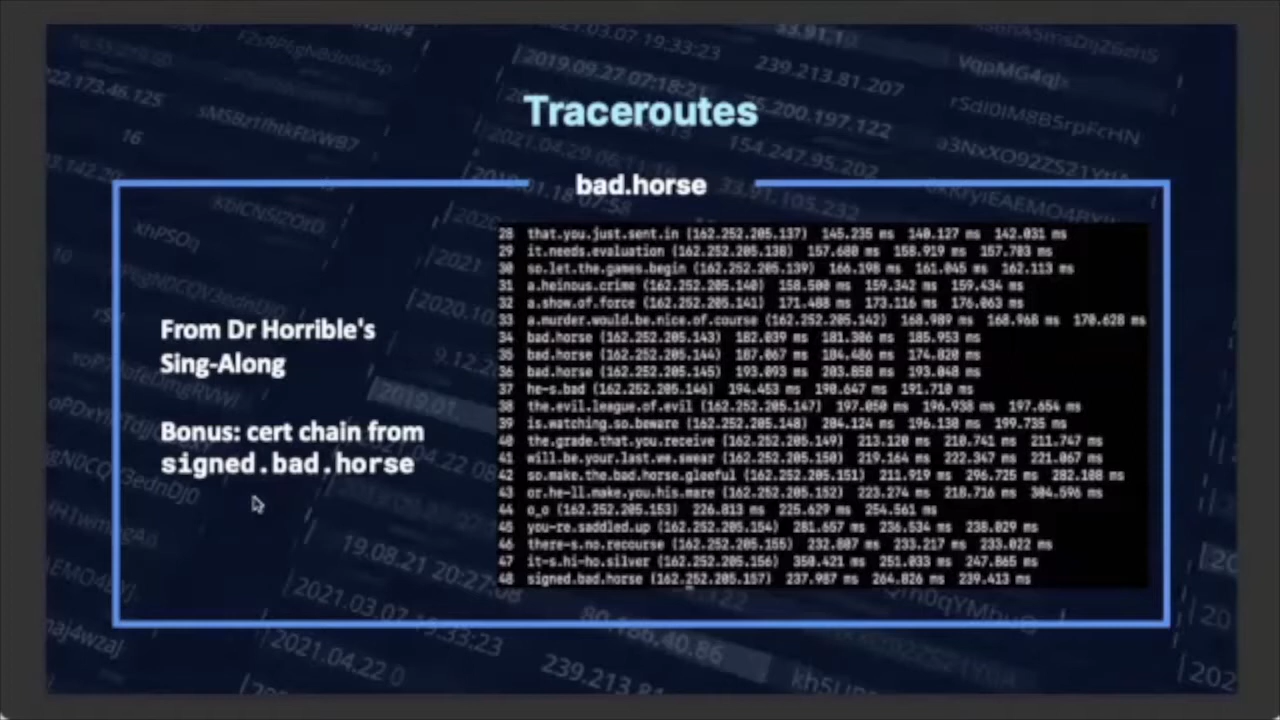 Traceroutes
bad.horse
From Dr Horrible's
Sing-Along
Bonus: cert chain from
signed.bad.horse
28 that.you.just.sent.in (162.252.205.137) 145.235 ms 140.127 ms 142.031 ms
29 it.needs.evaluation (162.252.205.138) 157.680 ms 158.919 ms 157.703 ms
30 so.let.the.games.begin (162.252.205.139) 166.198 ms 161.045 ms 162.113 ms
31 a.heinous.crime (162.252.205.140) 158.500 ms 159.342 ms 159.434 ms
32 a.show.of.force (162.252.205.141) 171.488 ms 173.116 ms 176.063 ms
33 a.murder.would.be.nice.of.course (162.252.205.142) 168.989 ms 168.968 ms 170.628 ms
34 bad.horse (162.252.205.143) 182.039 ms 181.306 ms 185.953 ms
35 bad.horse (162.252.205.144) 187.067 ms 184.486 ms 174.820 ms
36 bad.horse (162.252.205.145) 193.093 ms 203.858 ms 193.048 ms
37 he-s.bad (162.252.205.146) 194.453 ms 190.647 ms 191.710 ms
38 the.evil.league.of.evil (162.252.205.147) 197.050 ms 196.938 ms 197.654 ms
39 is.watching.so.beware (162.252.205.148) 204.124 ms 196.130 ms 199.735 ms
40 the.grade.that.you.receive (162.252.205.149) 213.120 ms 210.741 ms 211.747 ms
41 will.be.your.last.we.swear (162.252.205.150) 219.164 ms 222.347 ms 221.067 ms
42 so.make.the.bad.horse.gleeful (162.252.205.151) 211.919 ms 296.725 ms 282.108 ms
43 or.he-ll.make.you.his.mare (162.252.205.152) 223.274 ms 218.716 ms 304.596 ms
44 o_o (162.252.205.153) 226.813 ms 225.629 ms 254.561 ms
45 you-re.saddled.up (162.252.205.154) 281.657 ms 236.534 ms 238.029 ms
46 there-s.no.recourse (162.252.205.155) 232.807 ms 233.217 ms 233.022 ms
47 it-s.hi-ho.silver (162.252.205.156) 350.421 ms 251.033 ms 247.865 ms
48 signed.bad.horse (162.252.205.157) 237.987 ms 264.826 ms 239.413 ms